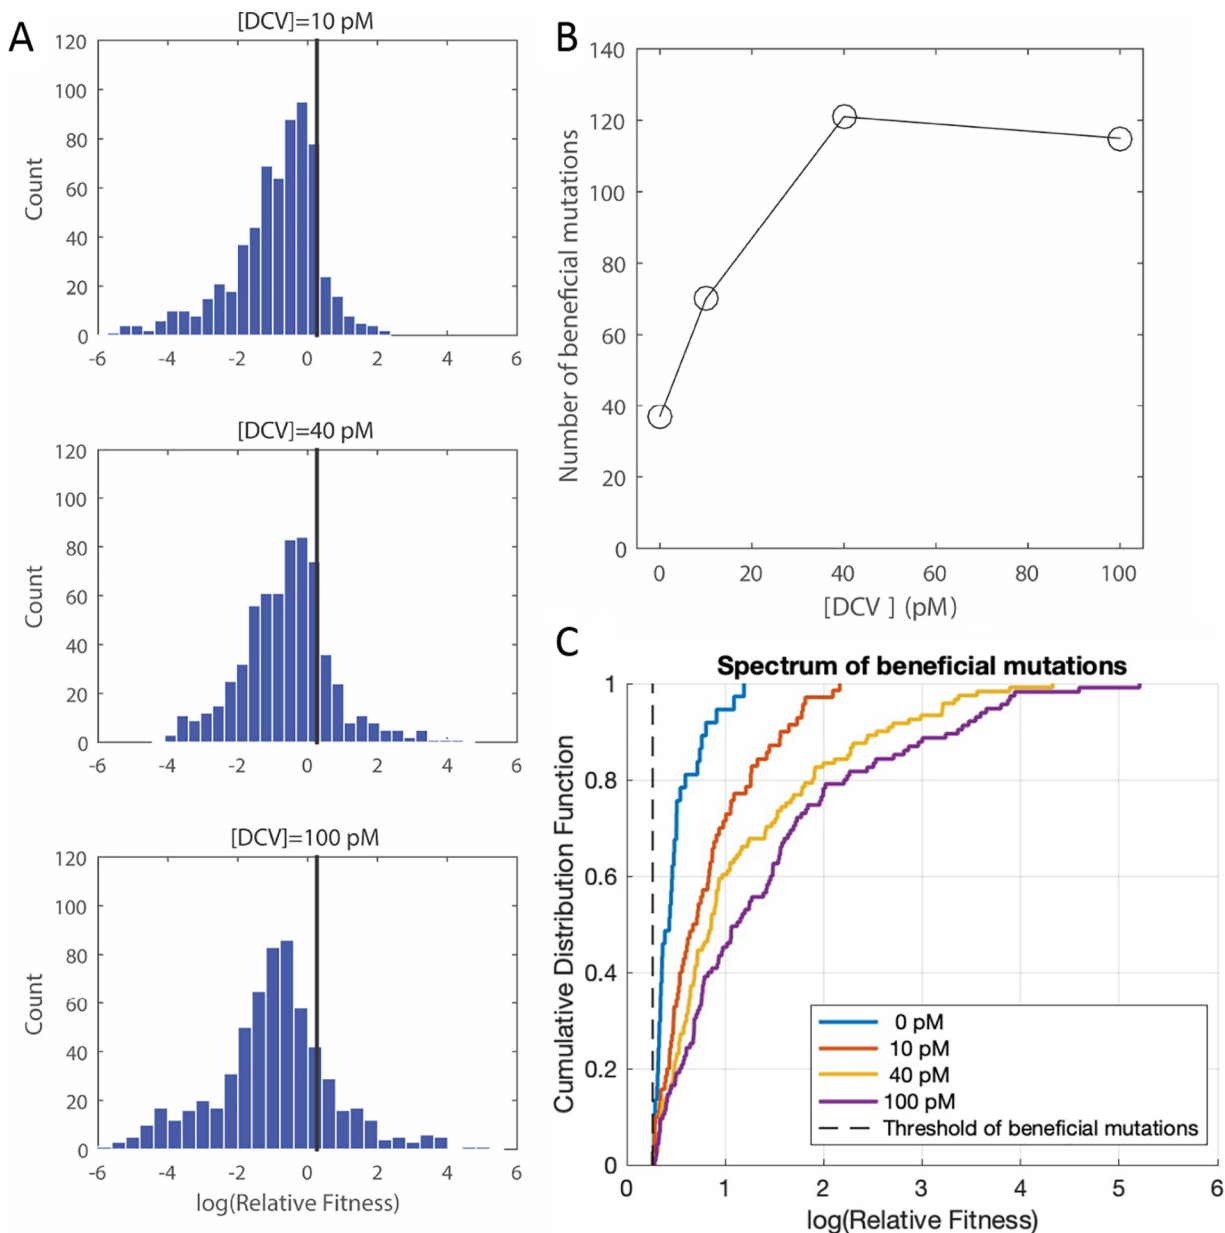 A
[DCV]=10 pM
120
100
80
60
40
20
0
Count
-6 -4 -2 0 2 4 6
[DCV]=40 pM
120
100
80
60
40
20
0
Count
-6 -4 -2 0 2 4 6
[DCV]=100 pM
120
100
80
60
40
20
0
Count
-6 -4 -2 0 2 4 6
log(Relative Fitness)
B
140
120
100
80
60
40
20
0
Number of beneficial mutations
0 20 40 60 80 100
[DCV ] (pM)
C
Spectrum of beneficial mutations
1
0.8
0.6
0.4
0.2
0
Cumulative Distribution Function
0 pM
10 pM
40 pM
100 pM
Threshold of beneficial mutations
0 1 2 3 4 5 6
log(Relative Fitness)